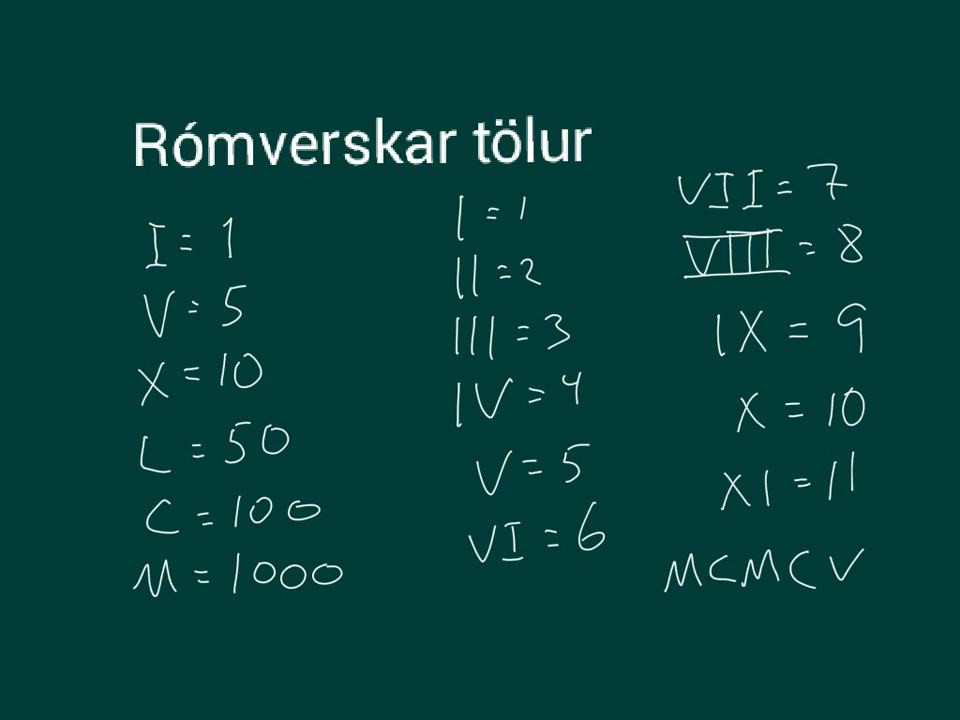 Rómverskar tölur
I = 1
V = 5
X = 10
L = 50
C = 100
M = 1000
I = 1
II = 2
III = 3
IV = 4
V = 5
VI = 6
VII = 7
VIII = 8
IX = 9
X = 10
XI = 11
MCMCV